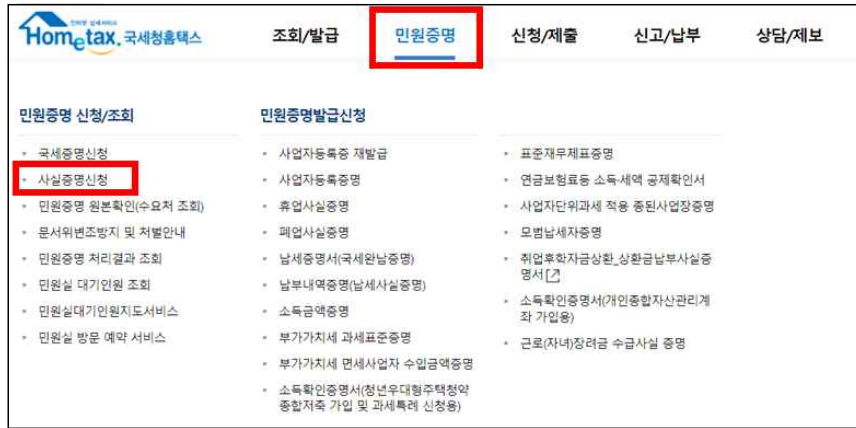 인터넷 납세서비스
Hometax. 국세청홈택스
조회/발급
민원증명
신청/제출
신고/납부
상담/제보
민원증명 신청/조회
국세증명신청
사실증명신청
민원증명 원본확인(수요처 조회)
문서위변조방지 및 처벌안내
민원증명 처리결과 조회
민원실 대기인원 조회
민원실대기인원지도서비스
민원실 방문 예약 서비스
민원증명발급신청
사업자등록증 재발급
사업자등록증명
휴업사실증명
폐업사실증명
납세증명서(국세완납증명)
납부내역증명(납세사실증명)
소득금액증명
부가가치세 과세표준증명
부가가치세 면세사업자 수입금액증명
소득확인증명서(청년우대형주택청약
종합저축 가입 및 과세특례 신청용)
표준재무제표증명
연금보험료등 소득·세액 공제확인서
사업자단위과세 적용 종된사업장증명
모범납세자증명
취업후학자금상환_상환금납부사실증
명서
소득확인증명서(개인종합자산관리계
좌 가입용)
근로(자녀)장려금 수급사실 증명